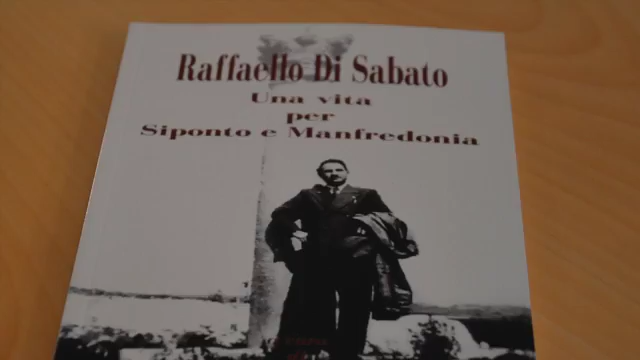 Raffaello Di Sabato
Una vita
per
Siponto e Manfredonia